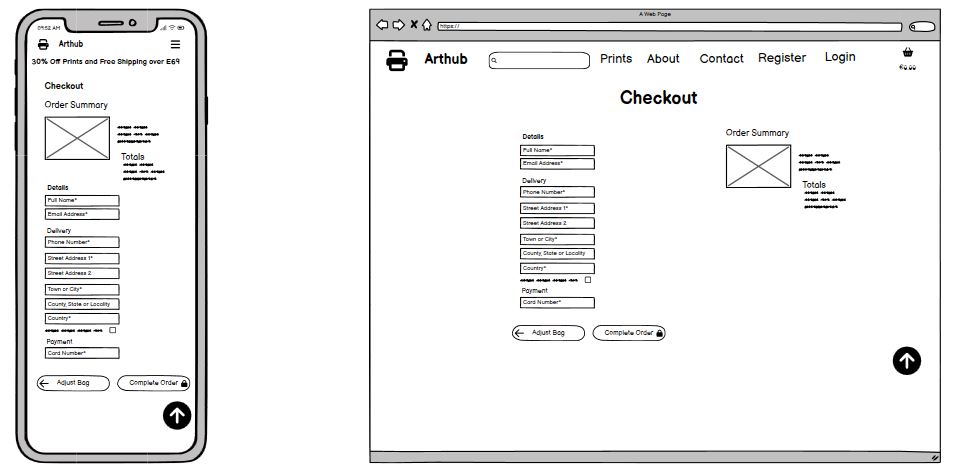 09:52 AM
Arthub
30% Off Prints and Free Shipping over £69
Checkout
Order Summary
Totals
Details
Full Name*
Email Address*
Delivery
Phone Number*
Street Address 1*
Street Address 2
Town or City*
County, State or Locality
Country*
Payment
Card Number*
Adjust Bag
Complete Order
A Web Page
https://
Arthub
Prints
About
Contact
Register
Login
€0.00
Checkout
Details
Full Name*
Email Address*
Delivery
Phone Number*
Street Address 1*
Street Address 2
Town or City*
County, State or Locality
Country*
Payment
Card Number*
Adjust Bag
Complete Order
Order Summary
Totals